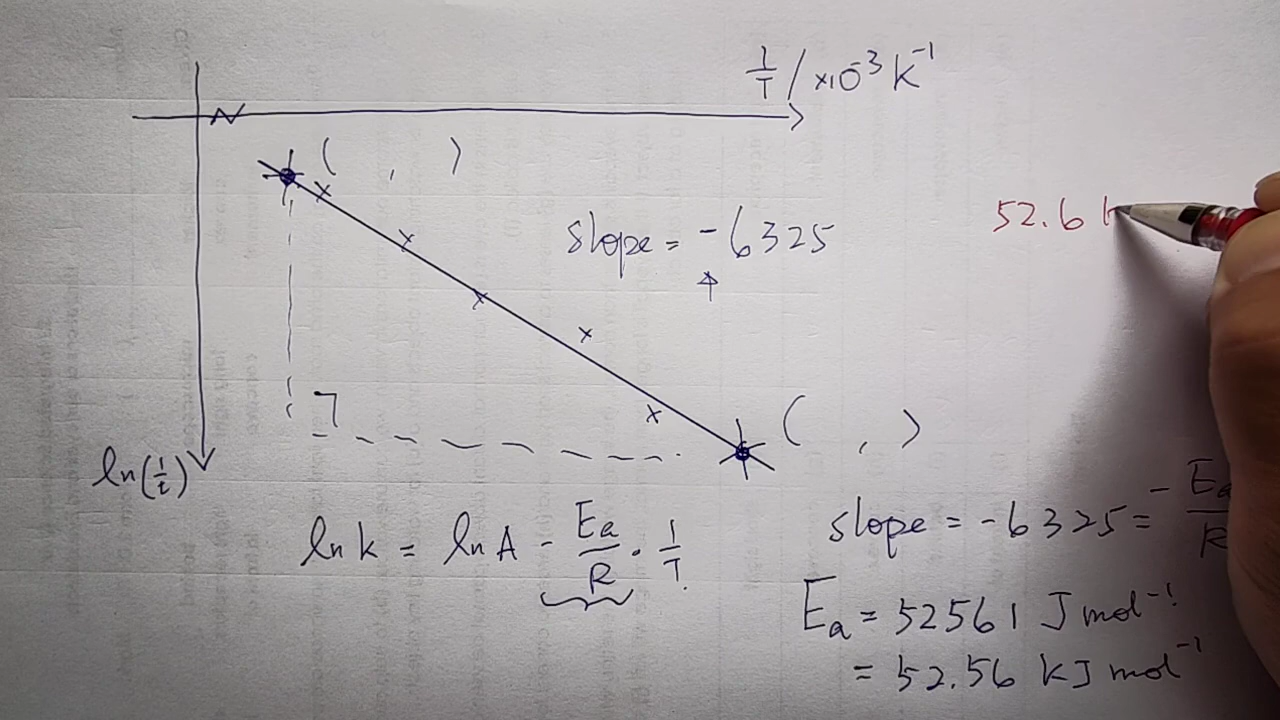 1/T / ×10⁻³ K⁻¹
( , )
52.6 k
slope = -6325
( , )
ln(1/t)
ln k = ln A - Ea/R · 1/T
slope = -6325 = - Ea/R
Ea = 52561 J mol⁻¹
= 52.56 kJ mol⁻¹